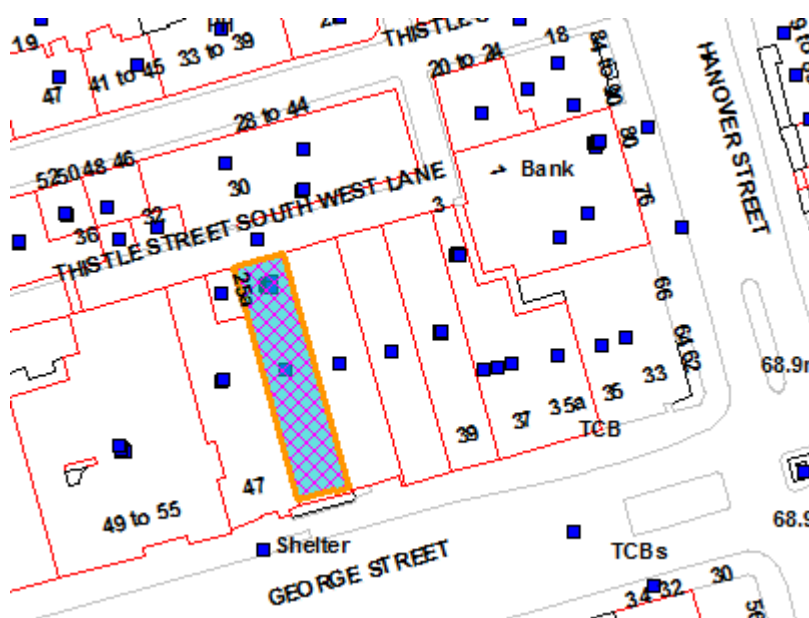 19
47
41 to 45
33 to 39
THISTLE S
20 to 24
18
84 to 90
80
HANOVER STREET
28 to 44
Bank
76
52
50
48
46
30
32
36
3
THISTLE STREET SOUTH WEST LANE
25a
66
64
62
68.9
33
35
35a
37
39
TCB
47
49 to 55
Shelter
GEORGE STREET
TCBs
68.9
30
32
34